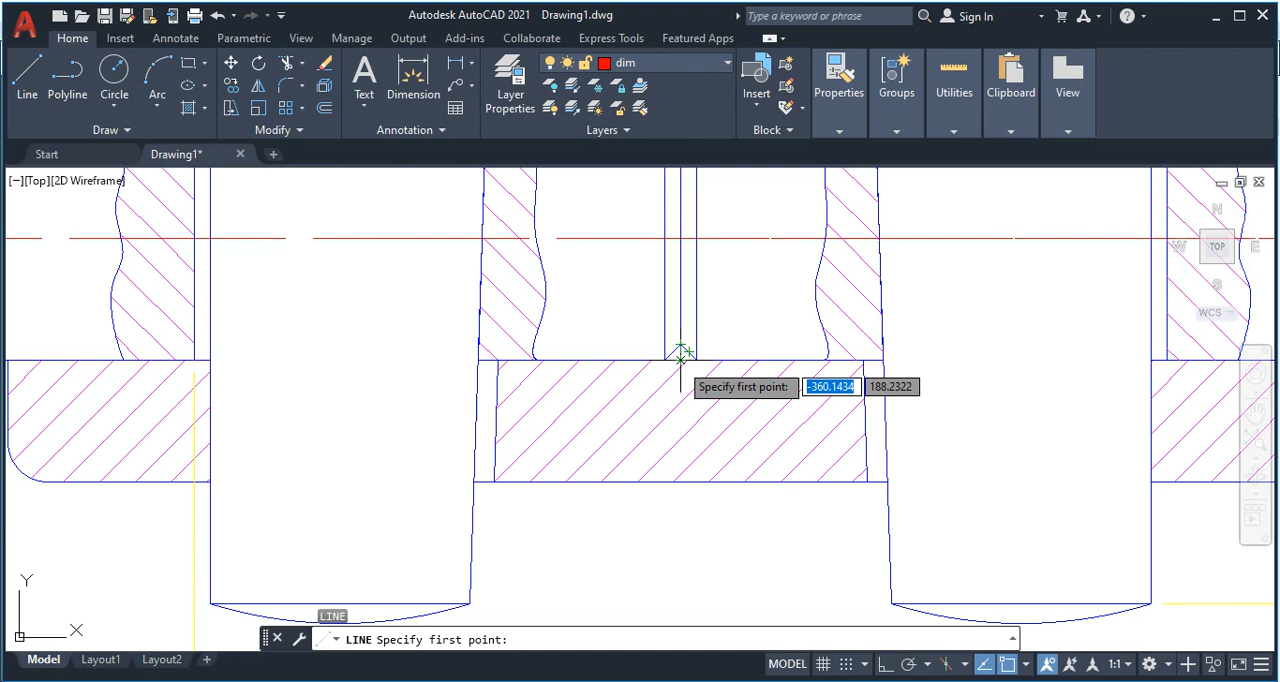 Autodesk AutoCAD 2021 Drawing1.dwg
Type a keyword or phrase
Sign In
Home Insert Annotate Parametric View Manage Output Add-ins Collaborate Express Tools Featured Apps
dim
Line Polyline Circle Arc
Text Dimension
Layer Properties
Insert
Properties Groups Utilities Clipboard View
Draw Modify Annotation Layers Block
Start Drawing1*
[−][Top][2D Wireframe]
N
W TOP E
S
WCS
Specify first point: -360.1434 188.2322
Y
X
LINE
LINE Specify first point:
Model Layout1 Layout2
MODEL 1:1